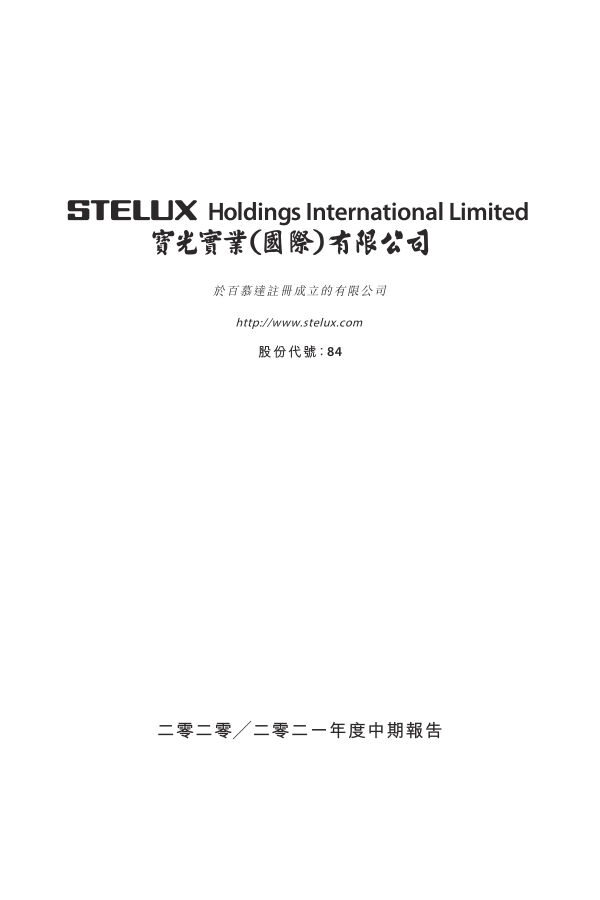 STELUX Holdings International Limited
寶光實業(國際)有限公司
於百慕達註冊成立的有限公司
http://www.stelux.com
股份代號：84
二零二零╱二零二一年度中期報告